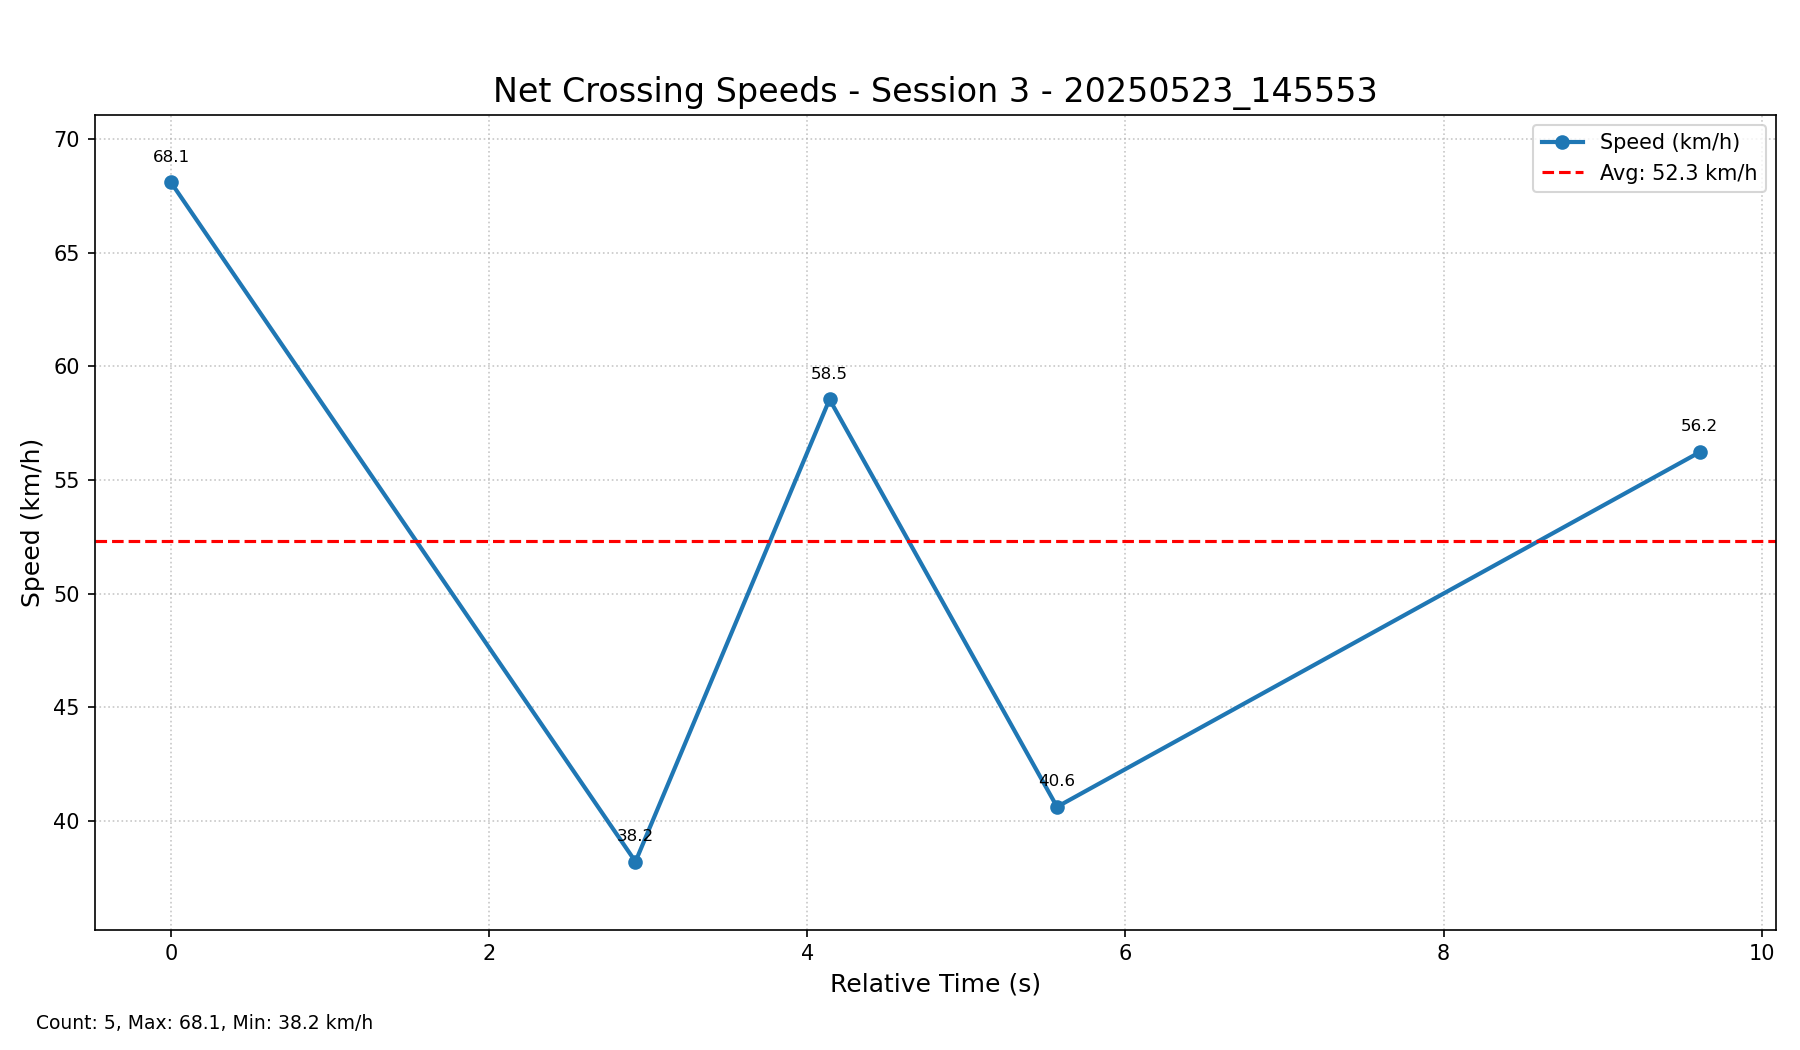 Net Crossing Speeds - Session 3 - 20250523_145553
Speed (km/h)
Avg: 52.3 km/h
70
65
60
55
50
45
40
Speed (km/h)
68.1
38.2
58.5
40.6
56.2
0 2 4 6 8 10
Relative Time (s)
Count: 5, Max: 68.1, Min: 38.2 km/h